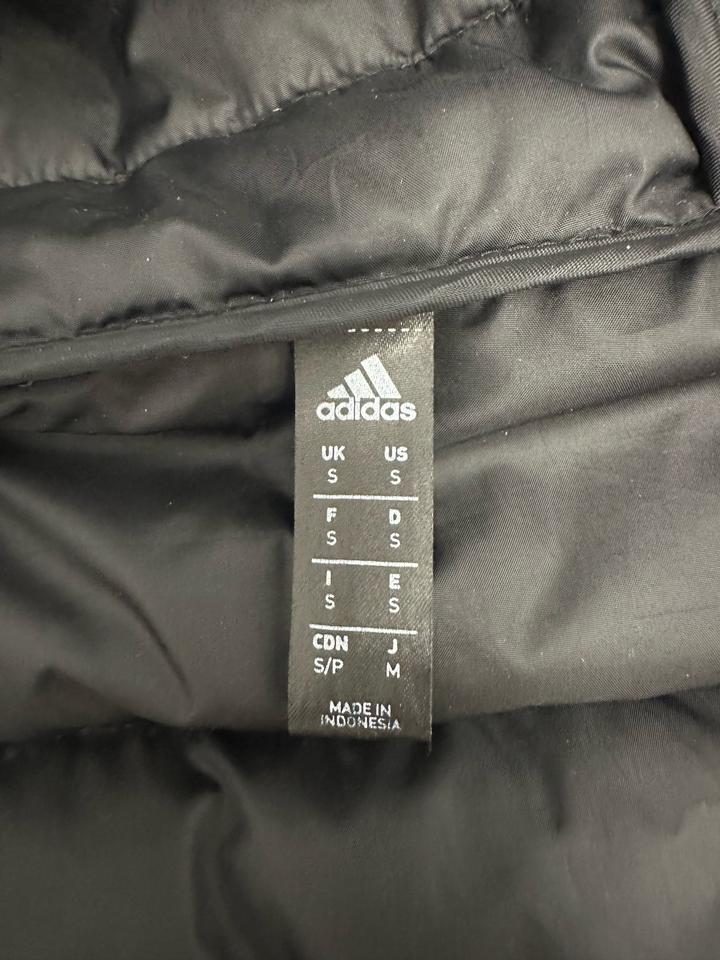 adidas
UK US
S S
F D
S S
I E
S S
CDN J
S/P M
MADE IN
INDONESIA